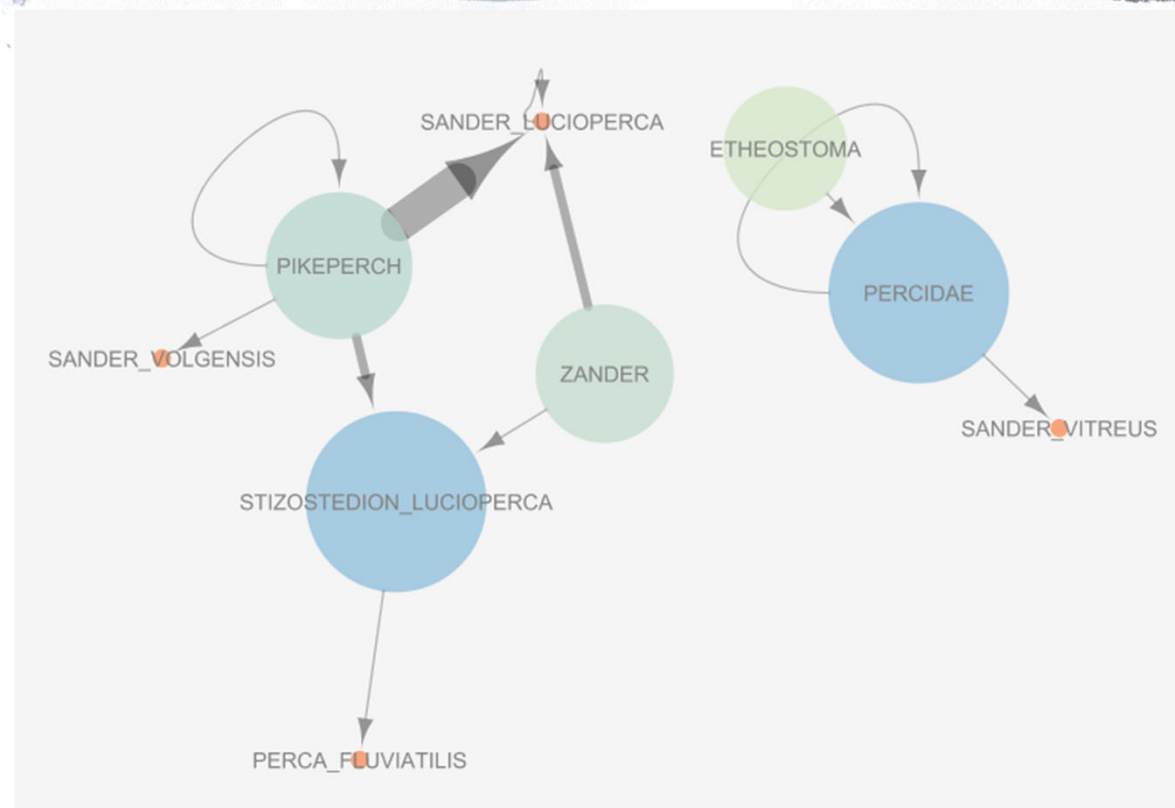 SANDER_LUCIOPERCA
ETHEOSTOMA
PIKEPERCH
PERCIDAE
SANDER_VOLGENSIS
ZANDER
SANDER_VITREUS
STIZOSTEDION_LUCIOPERCA
PERCA_FLUVIATILIS